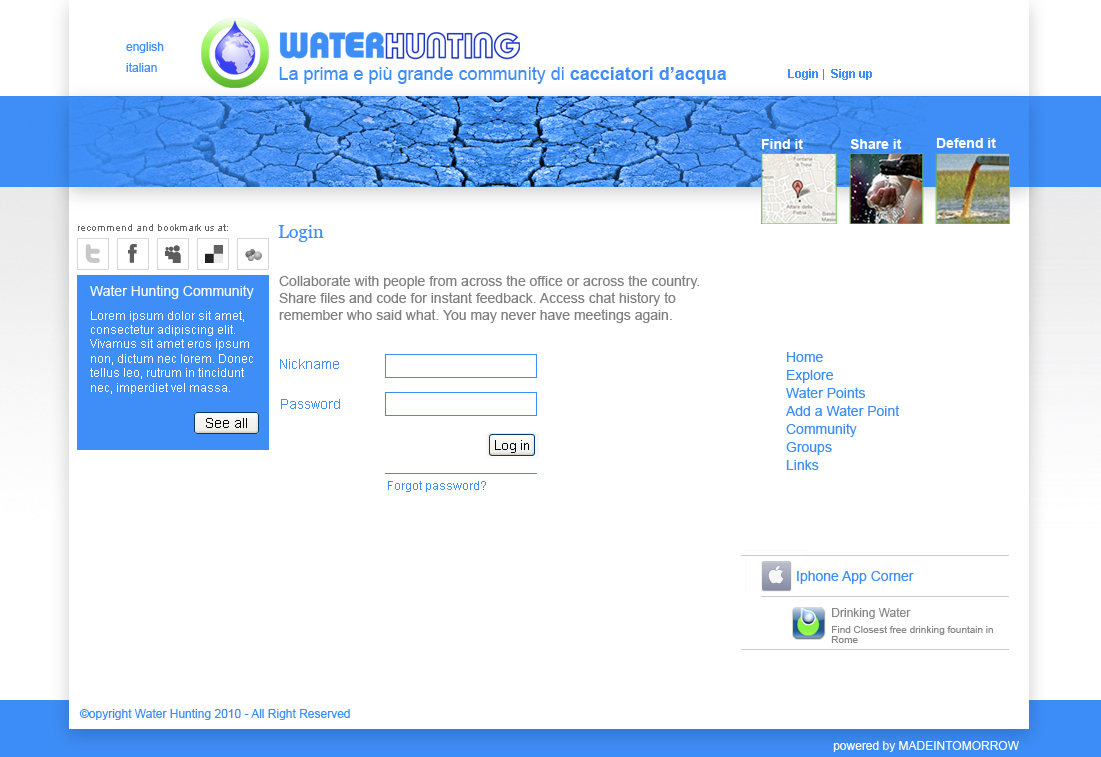 english
italian
WATERHUNTING
La prima e più grande community di cacciatori d'acqua
Login | Sign up
Find it
Share it
Defend it
Fontana
di Trevi
Altare della
Patria
recommend and bookmark us at:
Water Hunting Community
Lorem ipsum dolor sit amet,
consectetur adipiscing elit.
Vivamus sit amet eros ipsum
non, dictum nec lorem. Donec
tellus leo, rutrum in tincidunt
nec, imperdiet vel massa.
See all
Login
Collaborate with people from across the office or across the country.
Share files and code for instant feedback. Access chat history to
remember who said what. You may never have meetings again.
Nickname
Password
Log in
Forgot password?
Home
Explore
Water Points
Add a Water Point
Community
Groups
Links
Iphone App Corner
Drinking Water
Find Closest free drinking fountain in
Rome
©opyright Water Hunting 2010 - All Right Reserved
powered by MADEINTOMORROW